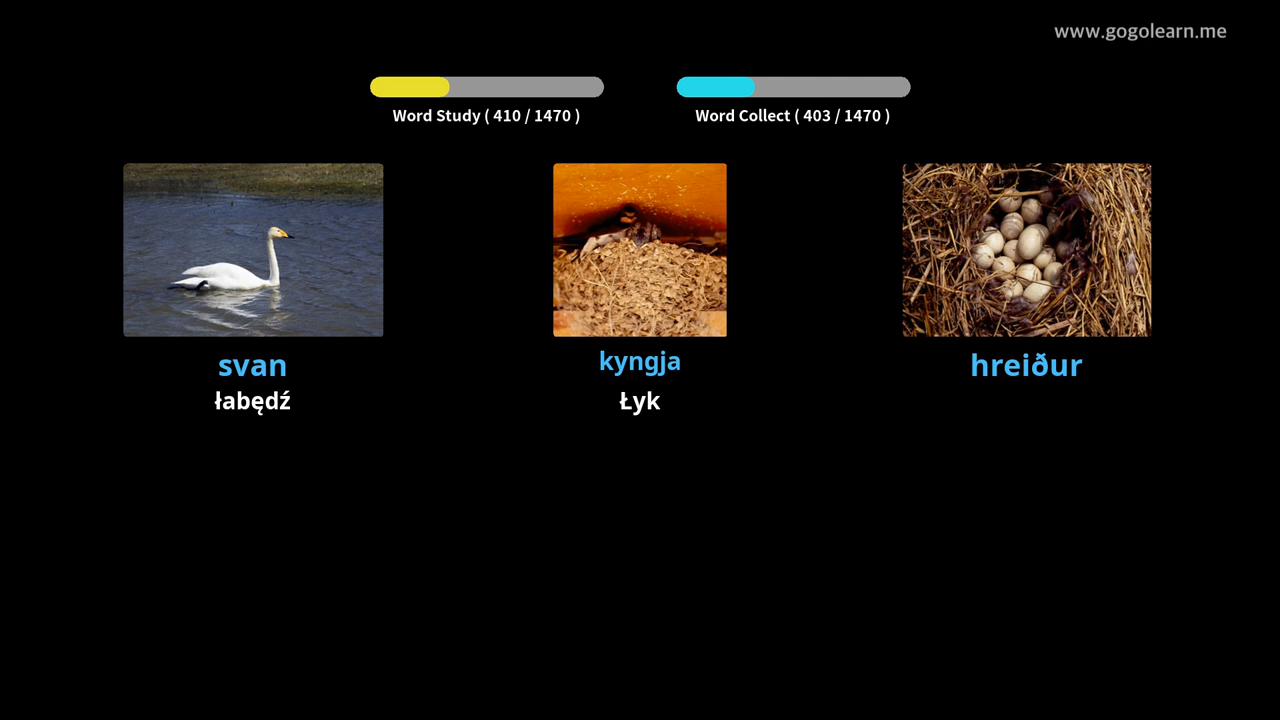 www.gogolearn.me
Word Study ( 410 / 1470 )
Word Collect ( 403 / 1470 )
svan
kyngja
hreiður
łabędź
Łyk